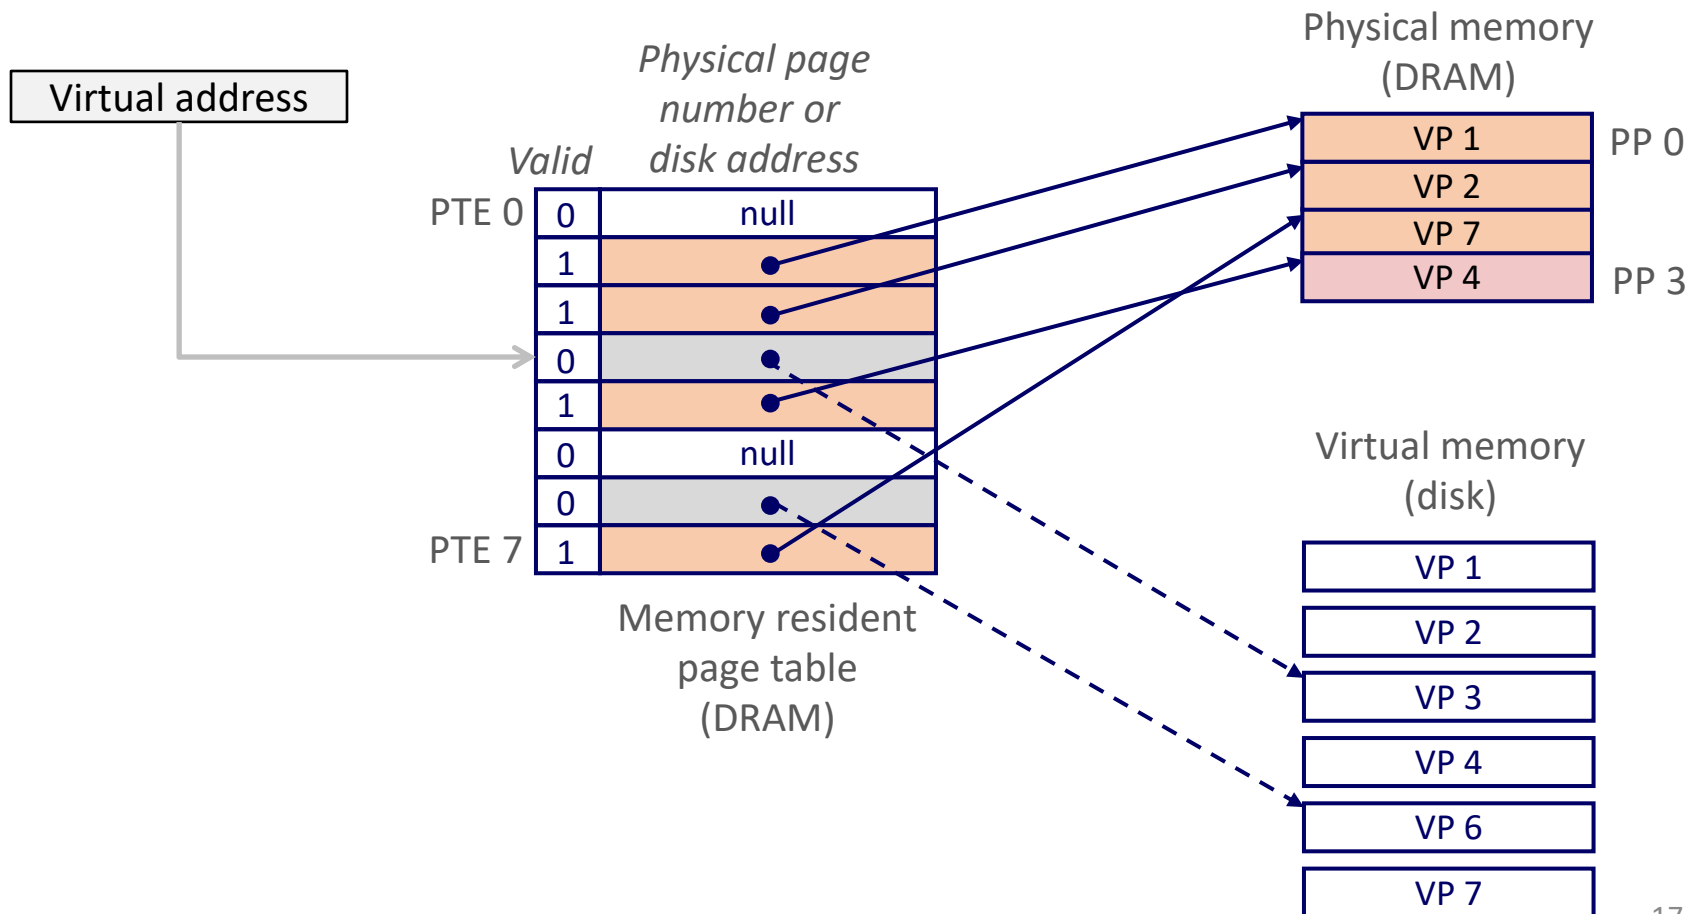 Virtual address
Physical page
number or
disk address
Valid
PTE 0
0
null
1
1
0
1
0
null
0
PTE 7
1
Memory resident
page table
(DRAM)
Physical memory
(DRAM)
VP 1
PP 0
VP 2
VP 7
VP 4
PP 3
Virtual memory
(disk)
VP 1
VP 2
VP 3
VP 4
VP 6
VP 7
17